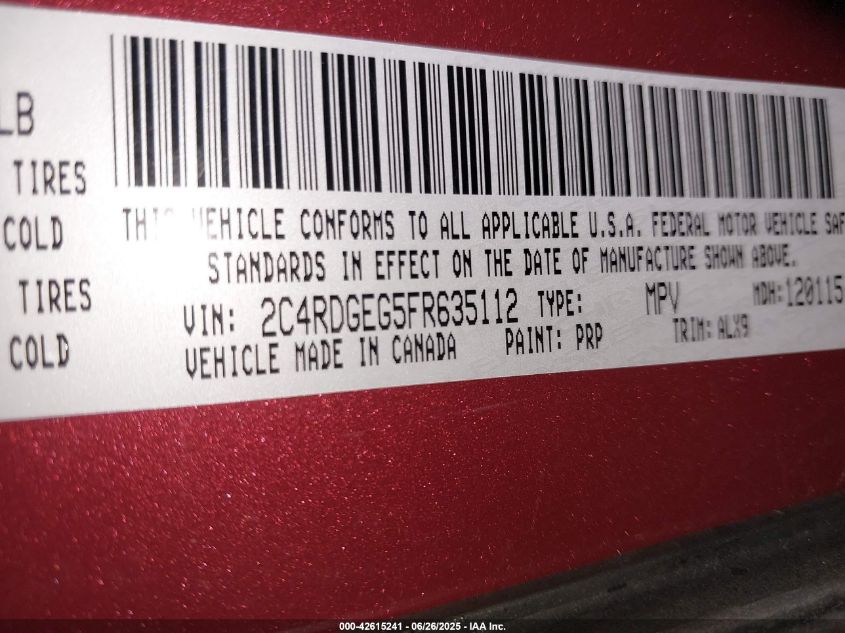 LB
TIRES
COLD
THIS VEHICLE CONFORMS TO ALL APPLICABLE U.S.A. FEDERAL MOTOR VEHICLE SAF
STANDARDS IN EFFECT ON THE DATE OF MANUFACTURE SHOWN ABOVE.
TIRES
COLD
VIN: 2C4RDGEG5FR635112 TYPE: MPV MDH:120115
VEHICLE MADE IN CANADA PAINT: PRP TRIM: ALX9
000-42615241 - 06/26/2025 - IAA Inc.